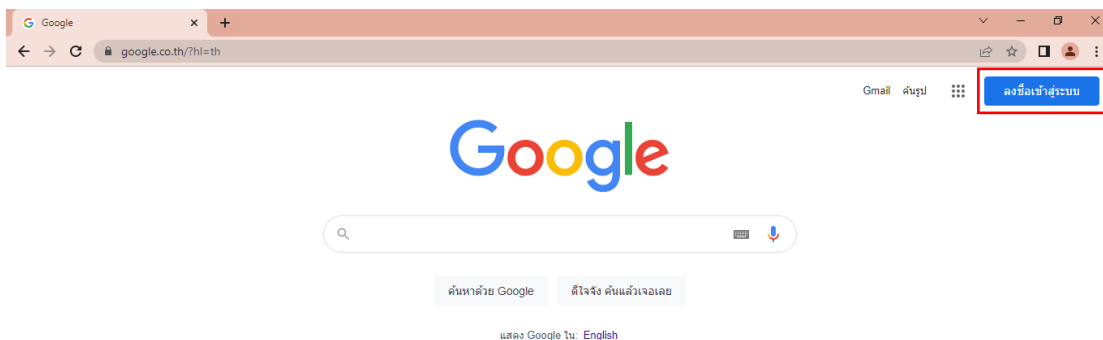 Google
google.co.th/?hl=th
Gmail ค้นรูป
ลงชื่อเข้าสู่ระบบ
Google
ค้นหาด้วย Google
ดีใจจัง ค้นแล้วเจอเลย
แสดง Google ใน: English